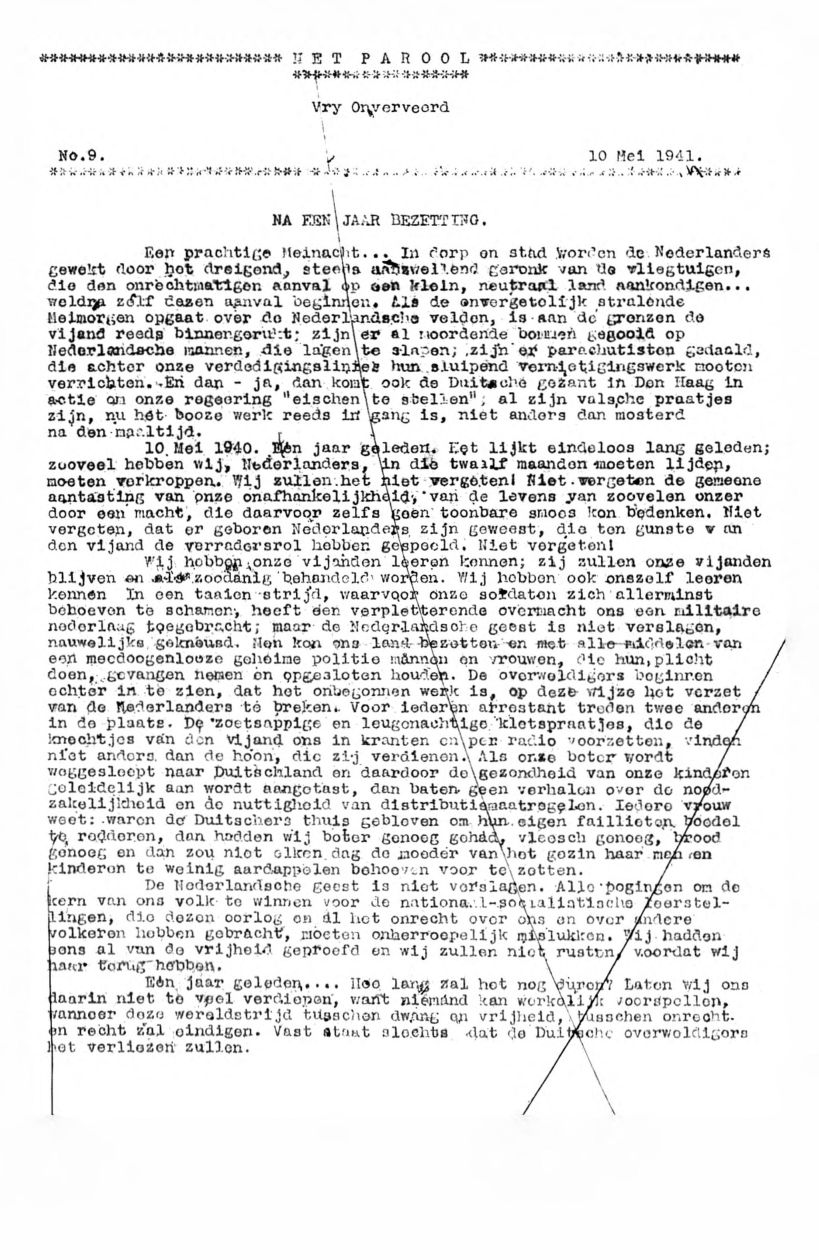 HET PAROOL
Vry Onverveerd
No.9. 10 Mei 1941.
NA EEN JAAR BEZETTING.
Een prachtige Meinacht... In dorp en stad worden de Nederlanders
gewekt door het dreigend, steeds aanzwellend geronk van de vliegtuigen,
die den onrechtmatigen aanval op een klein, neutraal land aankondigen...
weldra zélf dezen aanval beginnen. Als de onvergetelijk stralende
Meimorgen opgaat over de Nederlandsche velden, is aan de grenzen de
vijand reeds binnengerukt; zijn er al moordende bommen gegooid op
Nederlandsche mannen, die lagen te slapen; zijn er parachutisten gedaald,
die achter onze verdedigingslinies hun sluipend vernietigingswerk moeten
verrichten. En dan - ja, dan komt ook de Duitsche gezant in Den Haag in
actie om onze regeering "eischen te stellen"; al zijn valsche praatjes
zijn, nu hét booze werk reeds in gang is, niet anders dan mosterd
na den maaltijd.
10 Mei 1940. Eén jaar geleden. Het lijkt eindeloos lang geleden;
zooveel hebben wij, Nederlanders, in die twaalf maanden moeten lijden,
moeten verkroppen. Wij zullen het niet vergeten! Niet vergeten de gemeene
aantasting van onze onafhankelijkheid, van de levens van zoovelen onzer
door een macht, die daarvoor zelfs geen toonbare smoes kon bedenken. Niet
vergeten, dat er geboren Nederlanders zijn geweest, die ten gunste v an
den vijand de verradersrol hebben gespeeld. Niet vergeten!
Wij hebben onze vijanden leeren kennen; zij zullen onze vijanden
blijven en als zoodanig behandeld worden. Wij hebben ook onszelf leeren
kennen In een taaien strijd, waarvoor onze soldaten zich allerminst
behoeven te schamen, heeft een verpletterende overmacht ons een militaire
nederlaag toegebracht; maar de Nederlandsche geest is niet verslagen,
nauwelijks gekneusd. Men kon ons land bezetten en met alle middelen van
een meedoogenlooze geheime politie mannen en vrouwen, die hun plicht
doen, gevangen nemen en opgesloten houden. De overweldigers beginnen
echter in te zien, dat het onbegonnen werk is, op deze wijze het verzet
van de Nederlanders te breken. Voor iederen arrestant treden twee anderen
in de plaats. De zoetsappige en leugenachtige kletspraatjes, die de
knechtjes van den vijand ons in kranten en per radio voorzetten, vinden
niet anders dan de hoon, die zij verdienen. Als onze boter wordt
weggesleept naar Duitschland en daardoor de gezondheid van onze kinderen
geleidelijk aan wordt aangetast, dan baten geen verhalen over de nood-
zakelijkheid en de nuttigheid van distributiemaatregelen. Iedere vrouw
weet: waren de Duitschers thuis gebleven om hun eigen faillieten boedel
te redderen, dan hadden wij boter genoeg gehad, vleesch genoeg, brood
genoeg en dan zou niet elken dag de moeder van het gezin haar man en
kinderen te weinig aardappelen behoeven voor te zetten.
De Nederlandsche geest is niet verslagen. Alle pogingen om de
kern van ons volk te winnen voor de nationaal-socialistische leerstel-
lingen, die dezen oorlog en ál het onrecht over ons en over andere
volkeren hebben gebracht, moeten onherroepelijk mislukken. Wij hadden
eens al van de vrijheid geproefd en wij zullen niet rusten, voordat wij
haar terug hebben.
Eén jaar geleden.... Hoe lang zal het nog duren? Laten wij ons
daarin niet te veel verdiepen, want niemand kan werkelijk voorspellen,
wanneer deze wereldstrijd tusschen dwang en vrijheid, tusschen onrecht
en recht zal eindigen. Vast staat slechts dat de Duitsche overweldigers
het verliezen zullen.